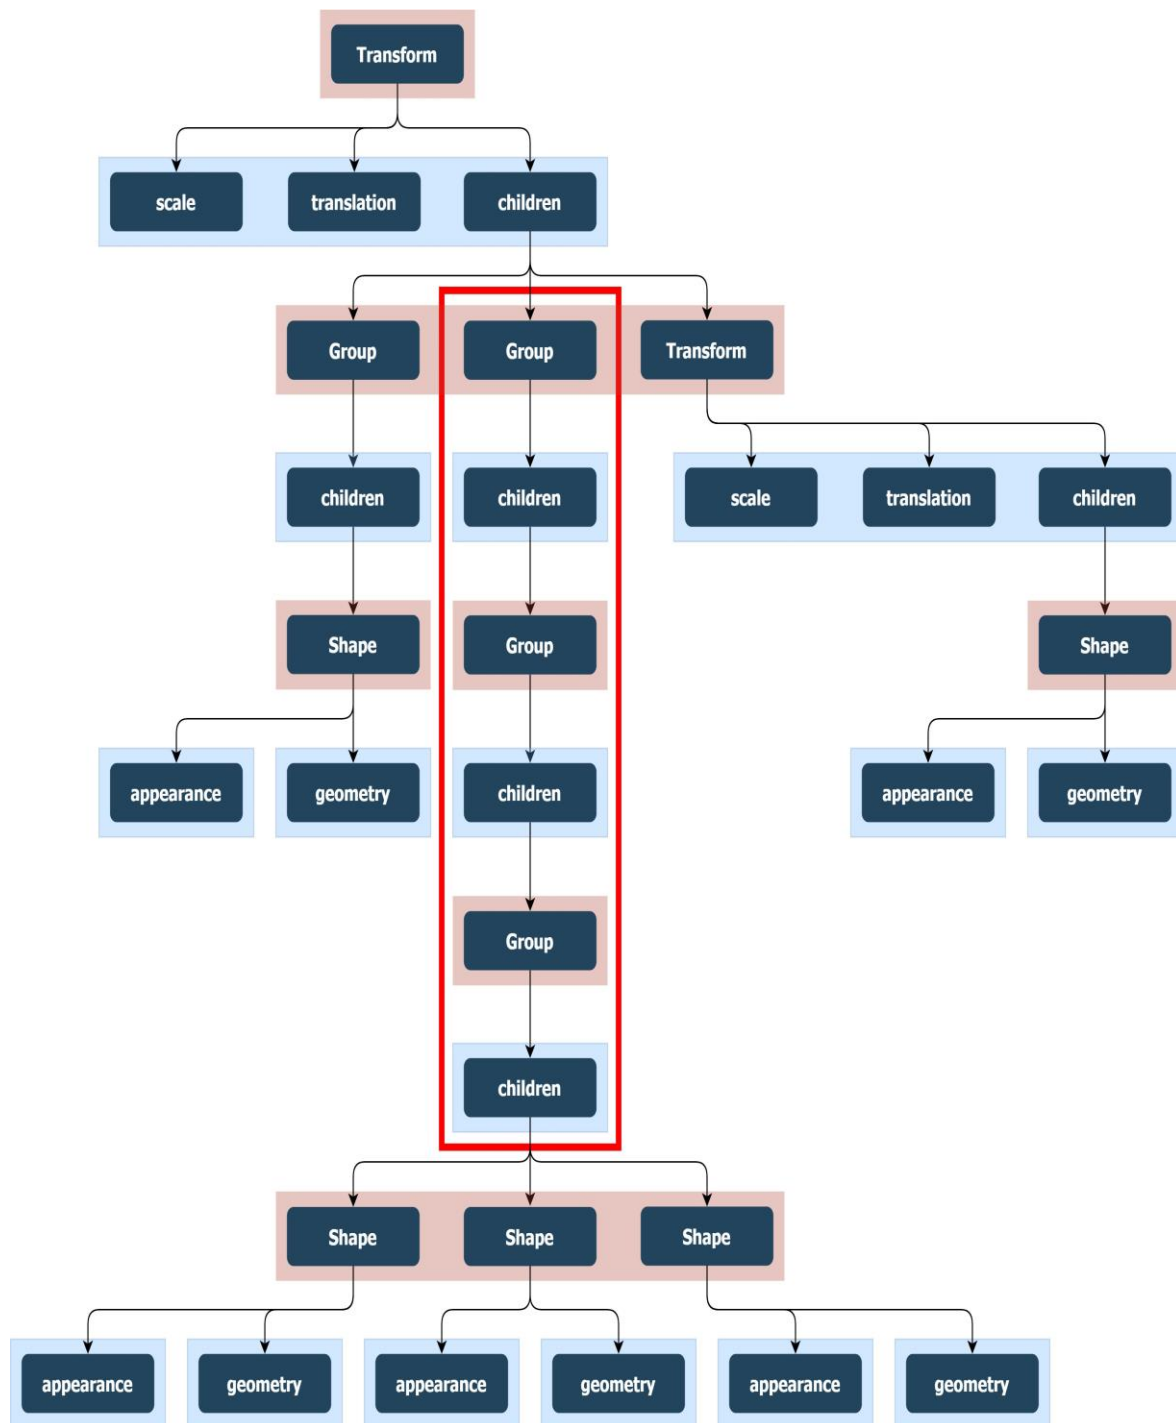 Transform
scale
translation
children
Group
Group
Transform
children
children
scale
translation
children
Shape
Group
Shape
appearance
geometry
children
appearance
geometry
Group
children
Shape
Shape
Shape
appearance
geometry
appearance
geometry
appearance
geometry